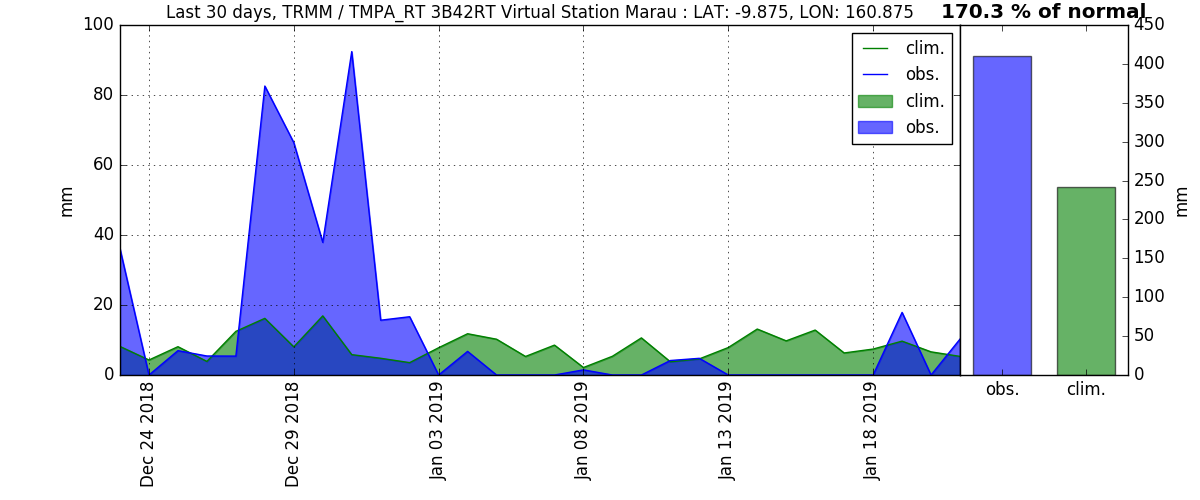 Last 30 days, TRMM / TMPA_RT 3B42RT Virtual Station Marau : LAT: -9.875, LON: 160.875
170.3 % of normal
100
80
60
40
20
0
mm
clim.
obs.
clim.
obs.
450
400
350
300
250
200
150
100
50
0
mm
Dec 24 2018
Dec 29 2018
Jan 03 2019
Jan 08 2019
Jan 13 2019
Jan 18 2019
obs.
clim.